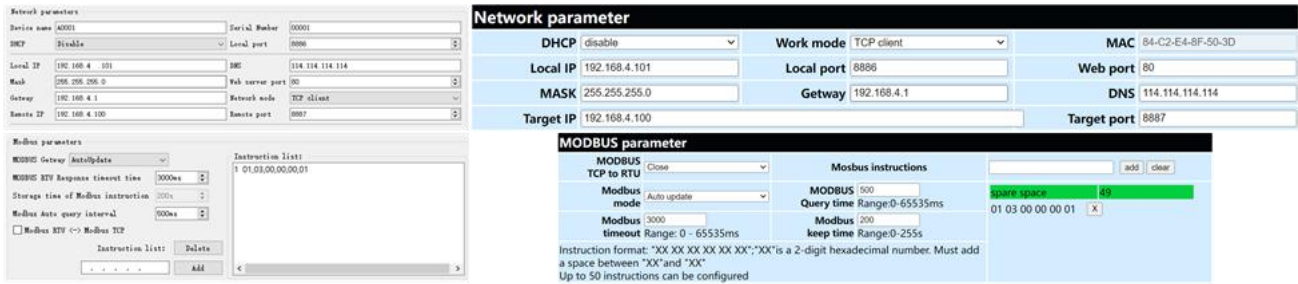 Network parameters
Device name A0001 Serial Number 00001
DHCP Disable Local port 8886
Local IP 192.168.4 .101 DNS 114.114.114.114
Mask 255.255.255.0 Web server port 80
Getway 192.168.4.1 Network mode TCP client
Remote IP 192.168.4.100 Remote port 8887
Network parameter
DHCP disable Work mode TCP client MAC 84-C2-E4-8F-50-3D
Local IP 192.168.4.101 Local port 8886 Web port 80
MASK 255.255.255.0 Getway 192.168.4.1 DNS 114.114.114.114
Target IP 192.168.4.100 Target port 8887
Modbus parameters
MODBUS Getway AutoUpdate
MODBUS RTU Response timeout time 3000ms
Storage time of Modbus instruction 200s
Modbus Auto query interval 500ms
Modbus RTU <-> Modbus TCP
Instruction list: Delete
. . . . . Add
Instruction list:
1 01,03,00,00,00,01
MODBUS parameter
MODBUS TCP to RTU Close Mosbus instructions add clear
Modbus mode Auto update MODBUS Query time 500 Range:0-65535ms
Modbus timeout 3000 Range: 0 - 65535ms Modbus keep time 200 Range:0-255s
spare space 49
01 03 00 00 00 01 X
Instruction format: "XX XX XX XX XX XX";"XX"is a 2-digit hexadecimal number. Must add
a space between "XX"and "XX"
Up to 50 instructions can be configured